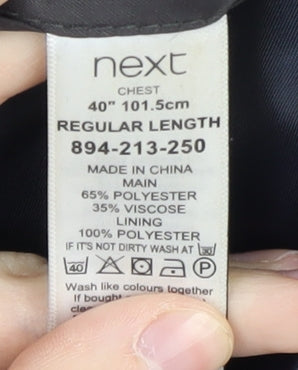 next
CHEST
40" 101.5cm
REGULAR LENGTH
894-213-250
MADE IN CHINA
MAIN
65% POLYESTER
35% VISCOSE
LINING
100% POLYESTER
IF IT'S NOT DIRTY WASH AT 30
40 P
Wash like colours together
If bought